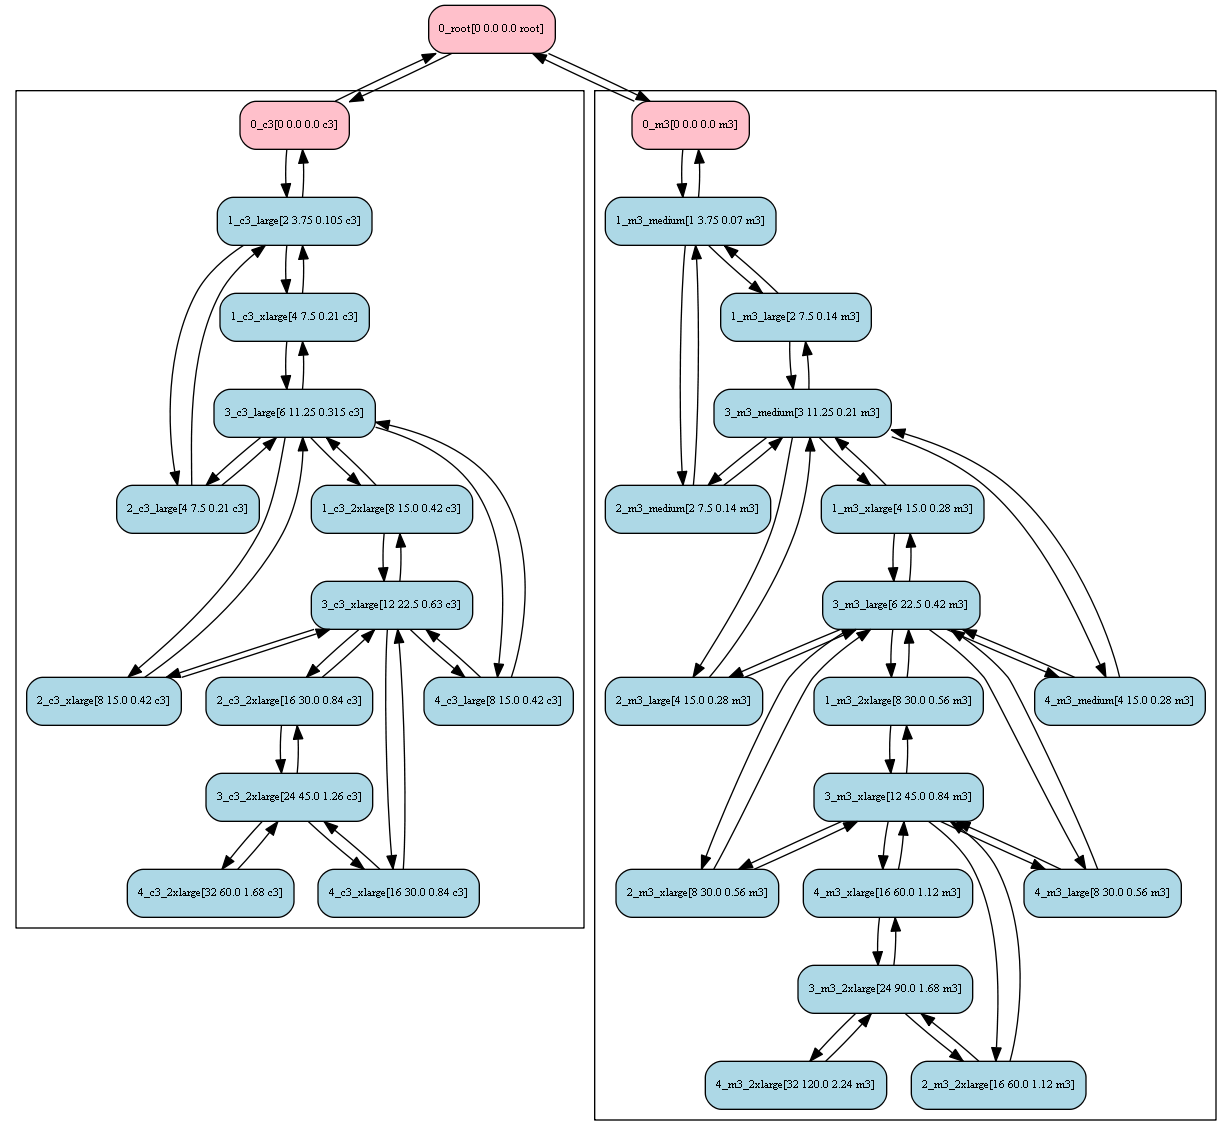 0_root[0 0.0 0.0 root]
0_c3[0 0.0 0.0 c3]
0_m3[0 0.0 0.0 m3]
1_c3_large[2 3.75 0.105 c3]
1_m3_medium[1 3.75 0.07 m3]
1_c3_xlarge[4 7.5 0.21 c3]
1_m3_large[2 7.5 0.14 m3]
3_c3_large[6 11.25 0.315 c3]
3_m3_medium[3 11.25 0.21 m3]
2_c3_large[4 7.5 0.21 c3]
1_c3_2xlarge[8 15.0 0.42 c3]
2_m3_medium[2 7.5 0.14 m3]
1_m3_xlarge[4 15.0 0.28 m3]
3_c3_xlarge[12 22.5 0.63 c3]
3_m3_large[6 22.5 0.42 m3]
2_c3_xlarge[8 15.0 0.42 c3]
2_c3_2xlarge[16 30.0 0.84 c3]
4_c3_large[8 15.0 0.42 c3]
2_m3_large[4 15.0 0.28 m3]
1_m3_2xlarge[8 30.0 0.56 m3]
4_m3_medium[4 15.0 0.28 m3]
3_c3_2xlarge[24 45.0 1.26 c3]
3_m3_xlarge[12 45.0 0.84 m3]
4_c3_2xlarge[32 60.0 1.68 c3]
4_c3_xlarge[16 30.0 0.84 c3]
2_m3_xlarge[8 30.0 0.56 m3]
4_m3_xlarge[16 60.0 1.12 m3]
4_m3_large[8 30.0 0.56 m3]
3_m3_2xlarge[24 90.0 1.68 m3]
4_m3_2xlarge[32 120.0 2.24 m3]
2_m3_2xlarge[16 60.0 1.12 m3]